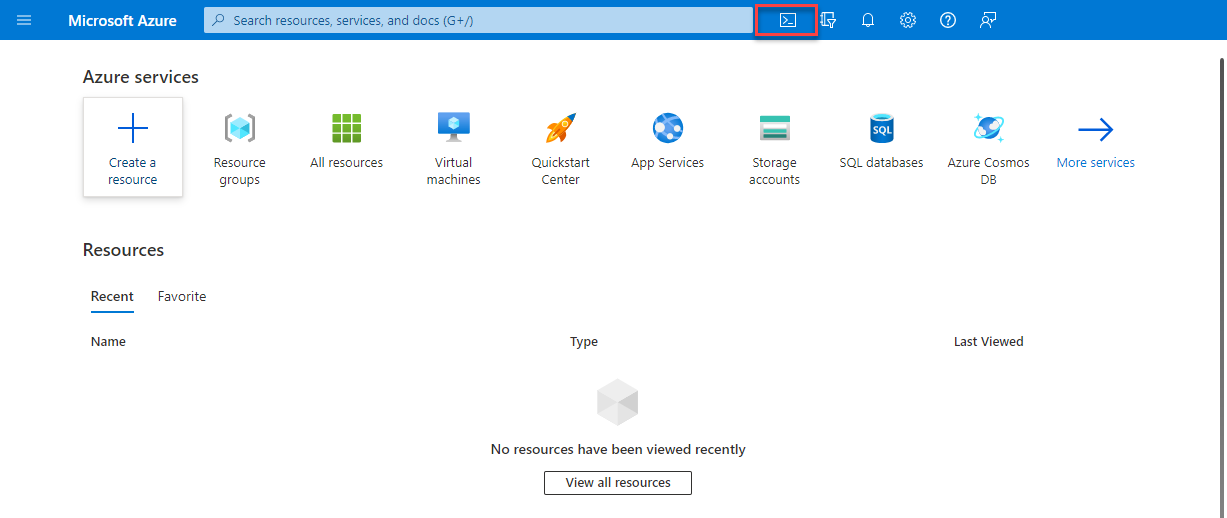 Microsoft Azure
Search resources, services, and docs (G+/)
Azure services
Create a
resource
Resource
groups
All resources
Virtual
machines
Quickstart
Center
App Services
Storage
accounts
SQL
SQL databases
Azure Cosmos
DB
More services
Resources
Recent Favorite
Name Type Last Viewed
No resources have been viewed recently
View all resources